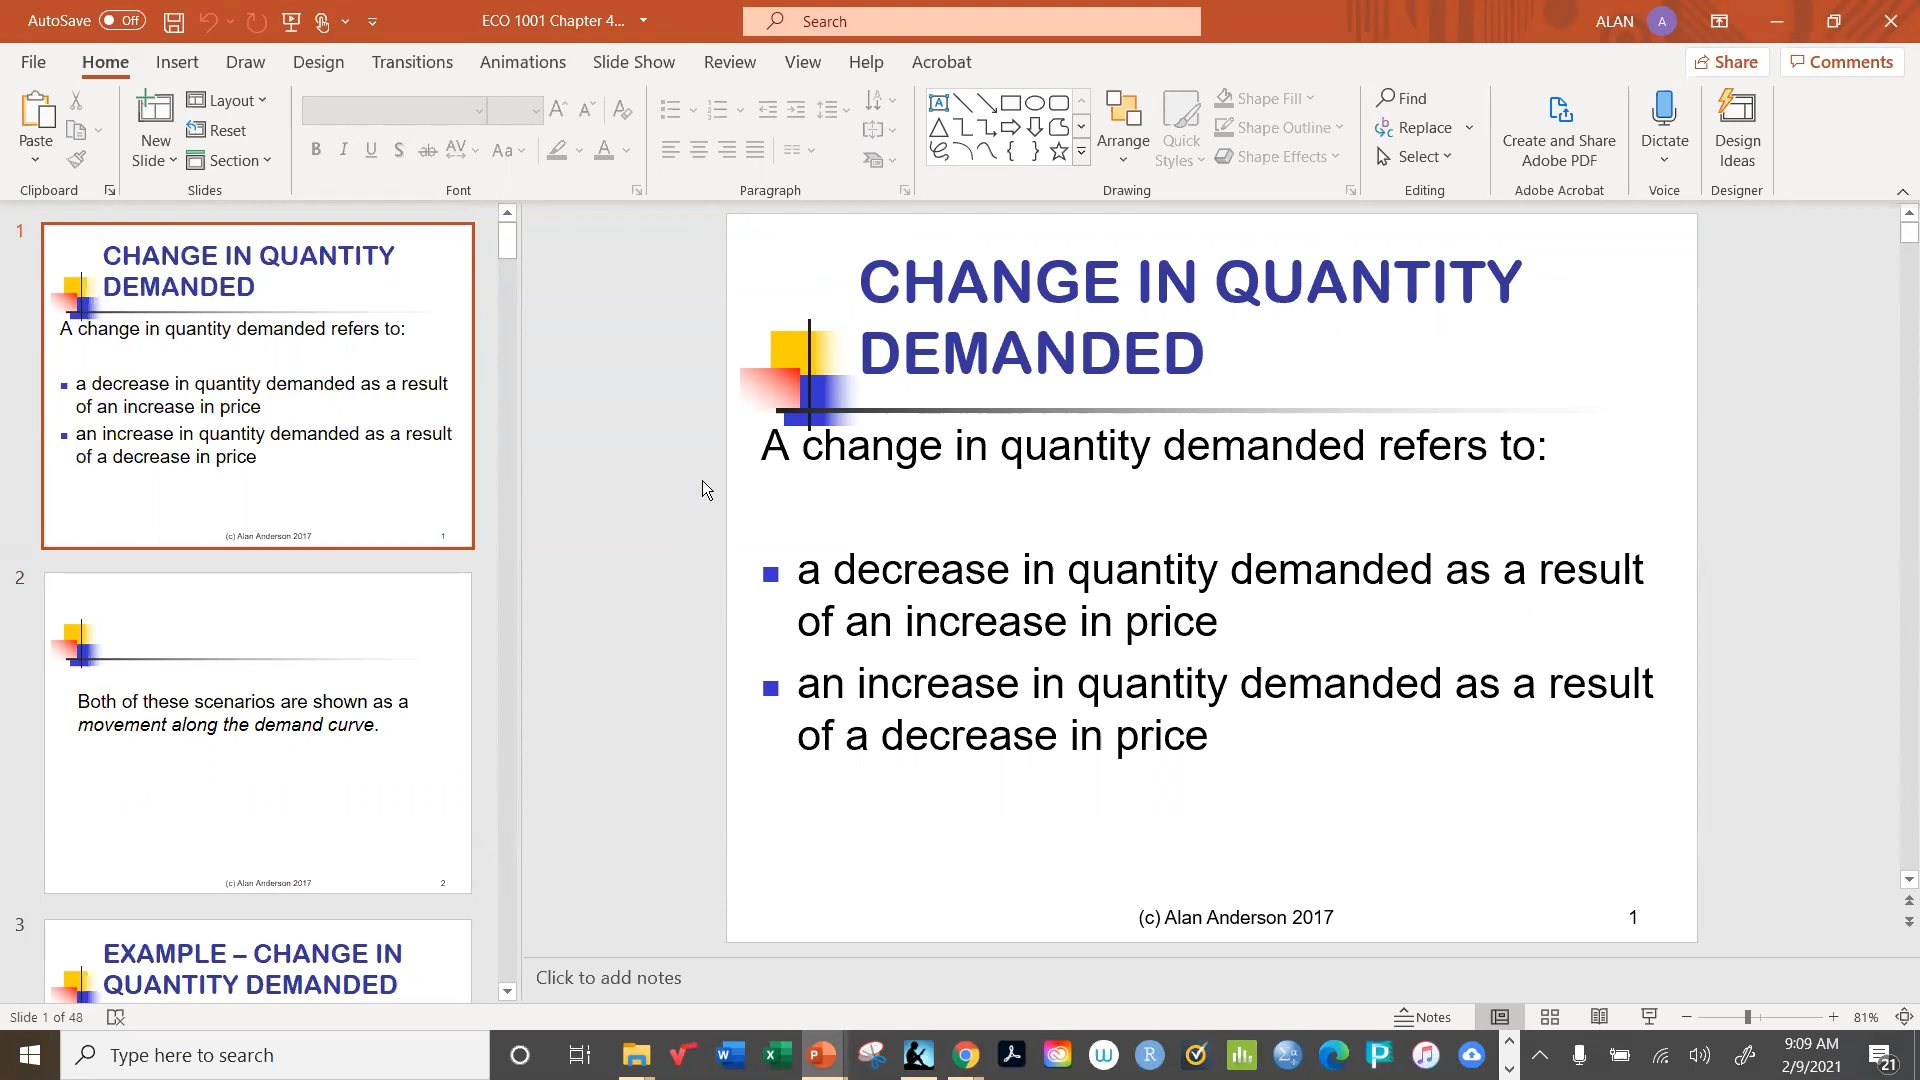 AutoSave Off
ECO 1001 Chapter 4...
Search
ALAN A
File Home Insert Draw Design Transitions Animations Slide Show Review View Help Acrobat
Share Comments
Paste
New Slide
Layout
Reset
Section
B I U S ab AV Aa A
Arrange
Quick Styles
Shape Fill
Shape Outline
Shape Effects
Find
Replace
Select
Create and Share Adobe PDF
Dictate
Design Ideas
Clipboard Slides Font Paragraph Drawing Editing Adobe Acrobat Voice Designer
1
CHANGE IN QUANTITY
DEMANDED
A change in quantity demanded refers to:
a decrease in quantity demanded as a result
of an increase in price
an increase in quantity demanded as a result
of a decrease in price
(c) Alan Anderson 2017 1
2
Both of these scenarios are shown as a
movement along the demand curve.
(c) Alan Anderson 2017 2
3
EXAMPLE – CHANGE IN
QUANTITY DEMANDED
CHANGE IN QUANTITY
DEMANDED
A change in quantity demanded refers to:
a decrease in quantity demanded as a result
of an increase in price
an increase in quantity demanded as a result
of a decrease in price
(c) Alan Anderson 2017 1
Click to add notes
Slide 1 of 48
Notes
81%
Type here to search
9:09 AM
2/9/2021
21